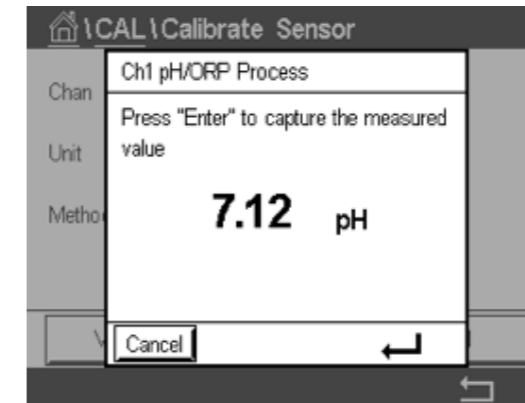 \CAL\Calibrate Sensor
Ch1 pH/ORP Process
Chan
Press "Enter" to capture the measured
value
Unit
7.12 pH
Cancel